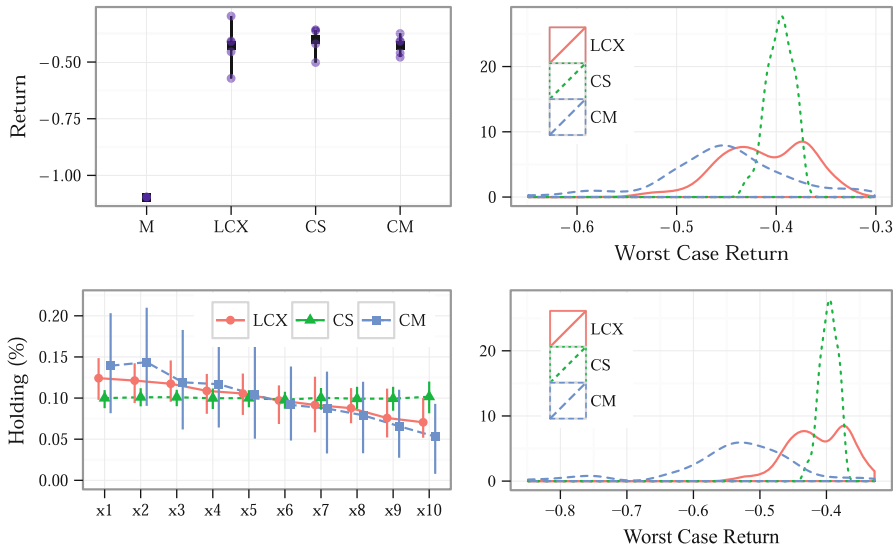 Return
−0.50
−0.75
−1.00
M LCX CS CM
LCX
CS
CM
20
10
0
−0.6 −0.5 −0.4 −0.3
Worst Case Return
Holding (%)
0.20
0.15
0.10
0.05
0.00
LCX CS CM
x1 x2 x3 x4 x5 x6 x7 x8 x9 x10
LCX
CS
CM
20
10
0
−0.8 −0.7 −0.6 −0.5 −0.4
Worst Case Return